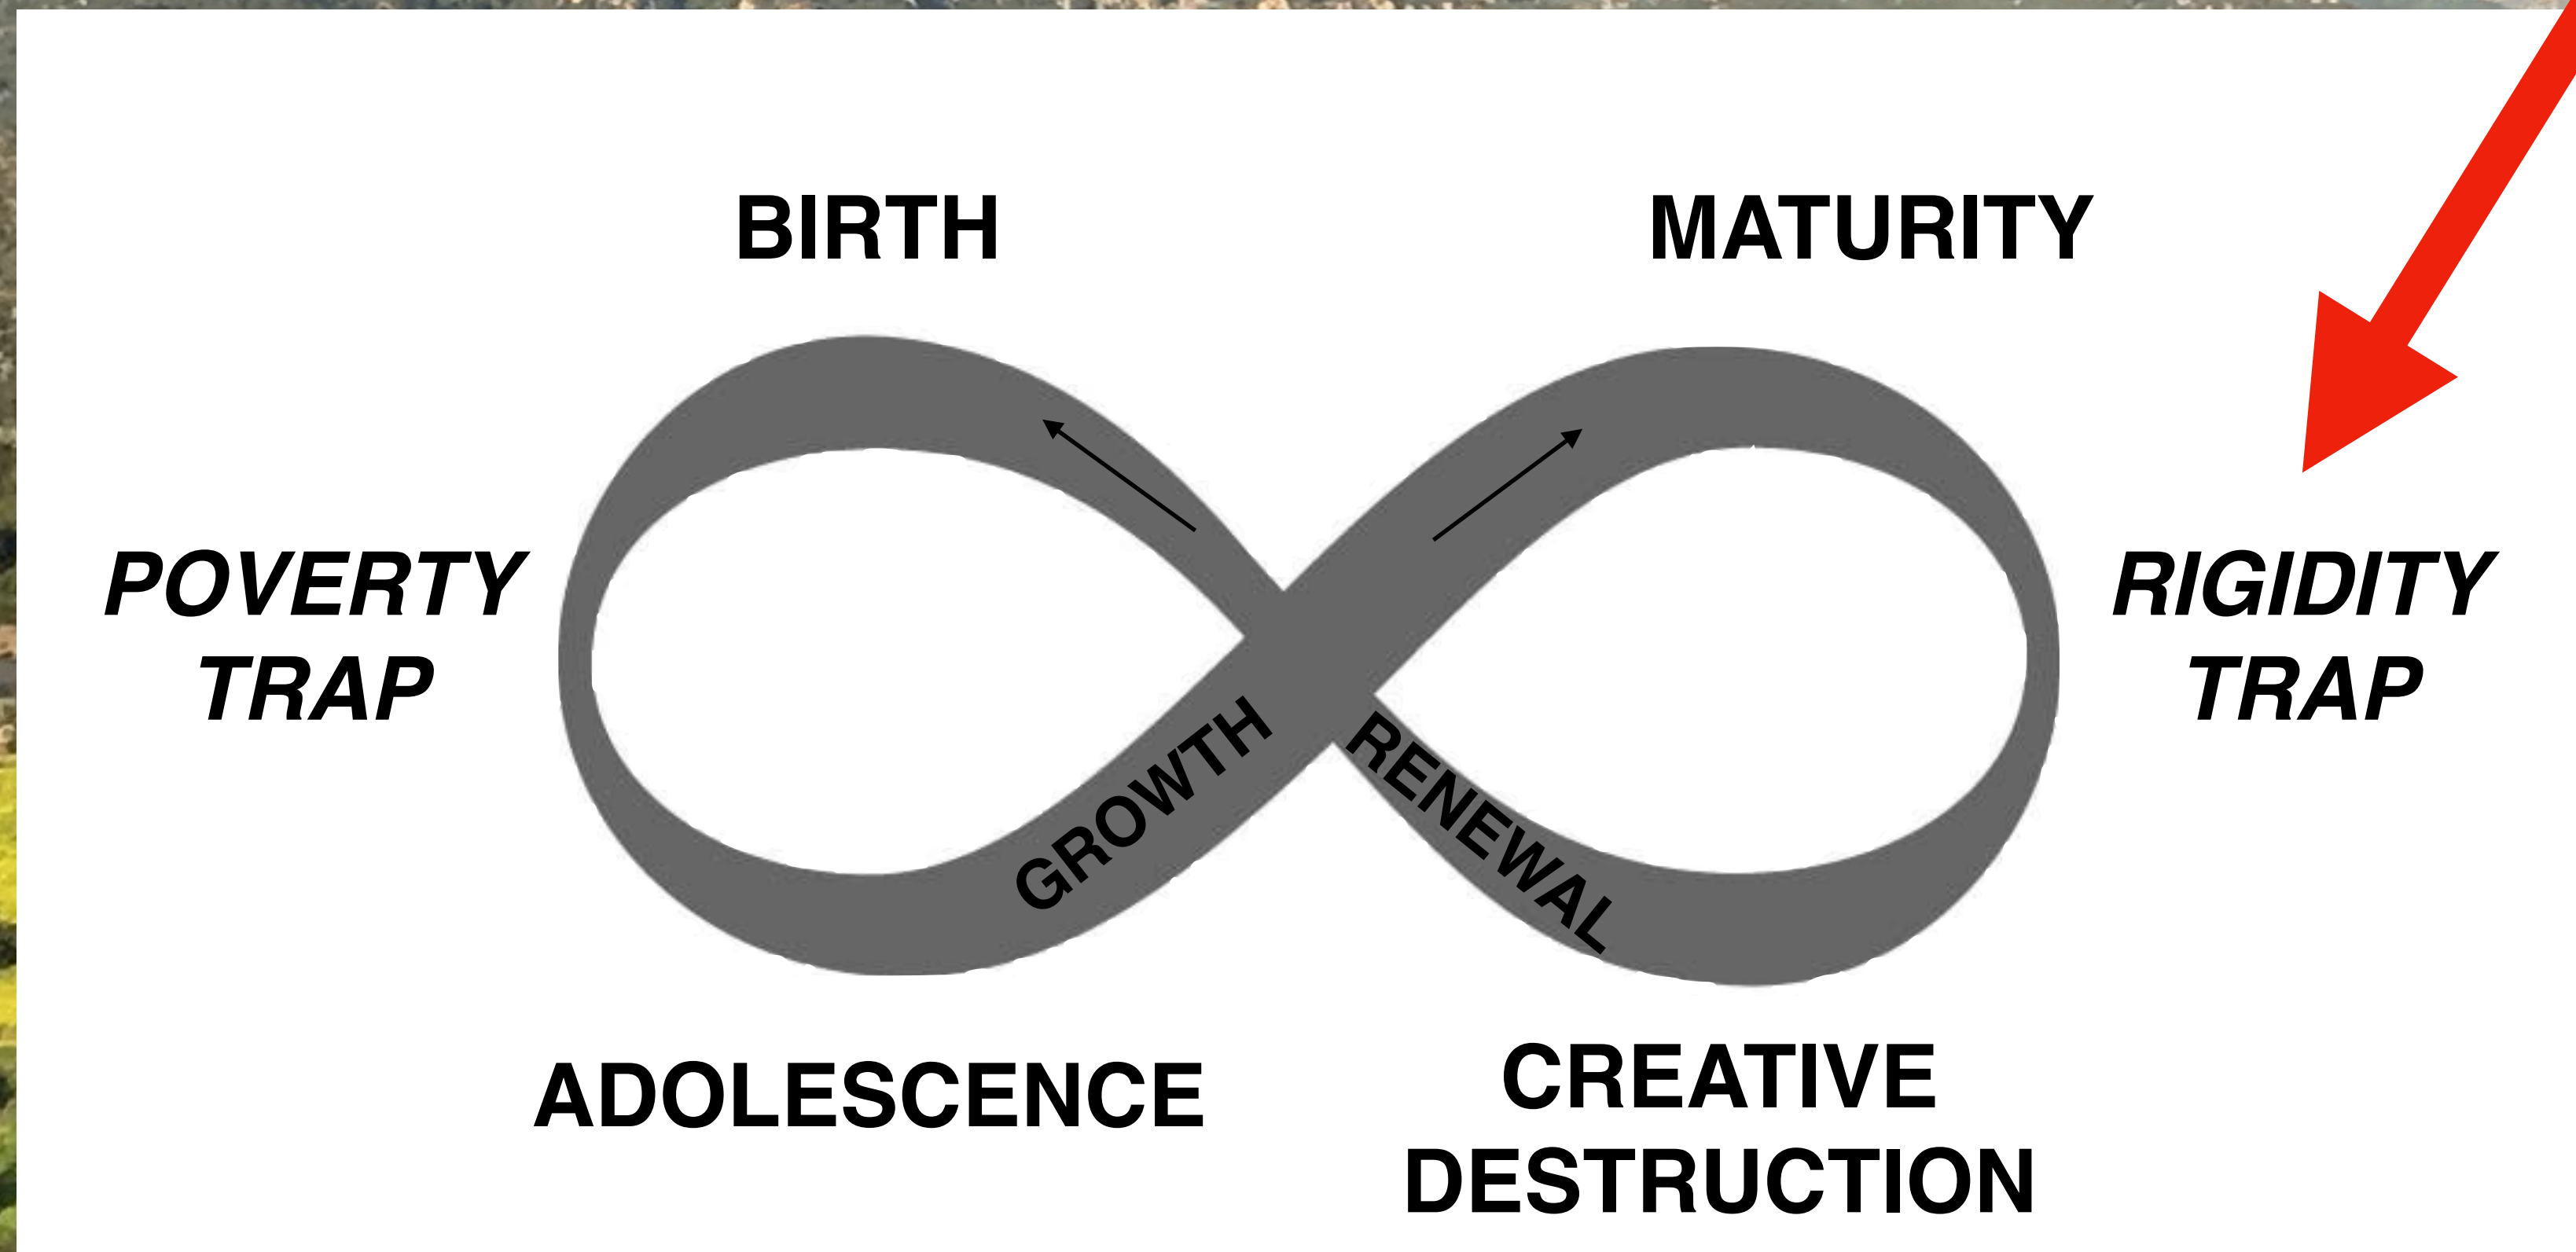 BIRTH
MATURITY
POVERTY
TRAP
RIGIDITY
TRAP
GROWTH
RENEWAL
ADOLESCENCE
CREATIVE
DESTRUCTION